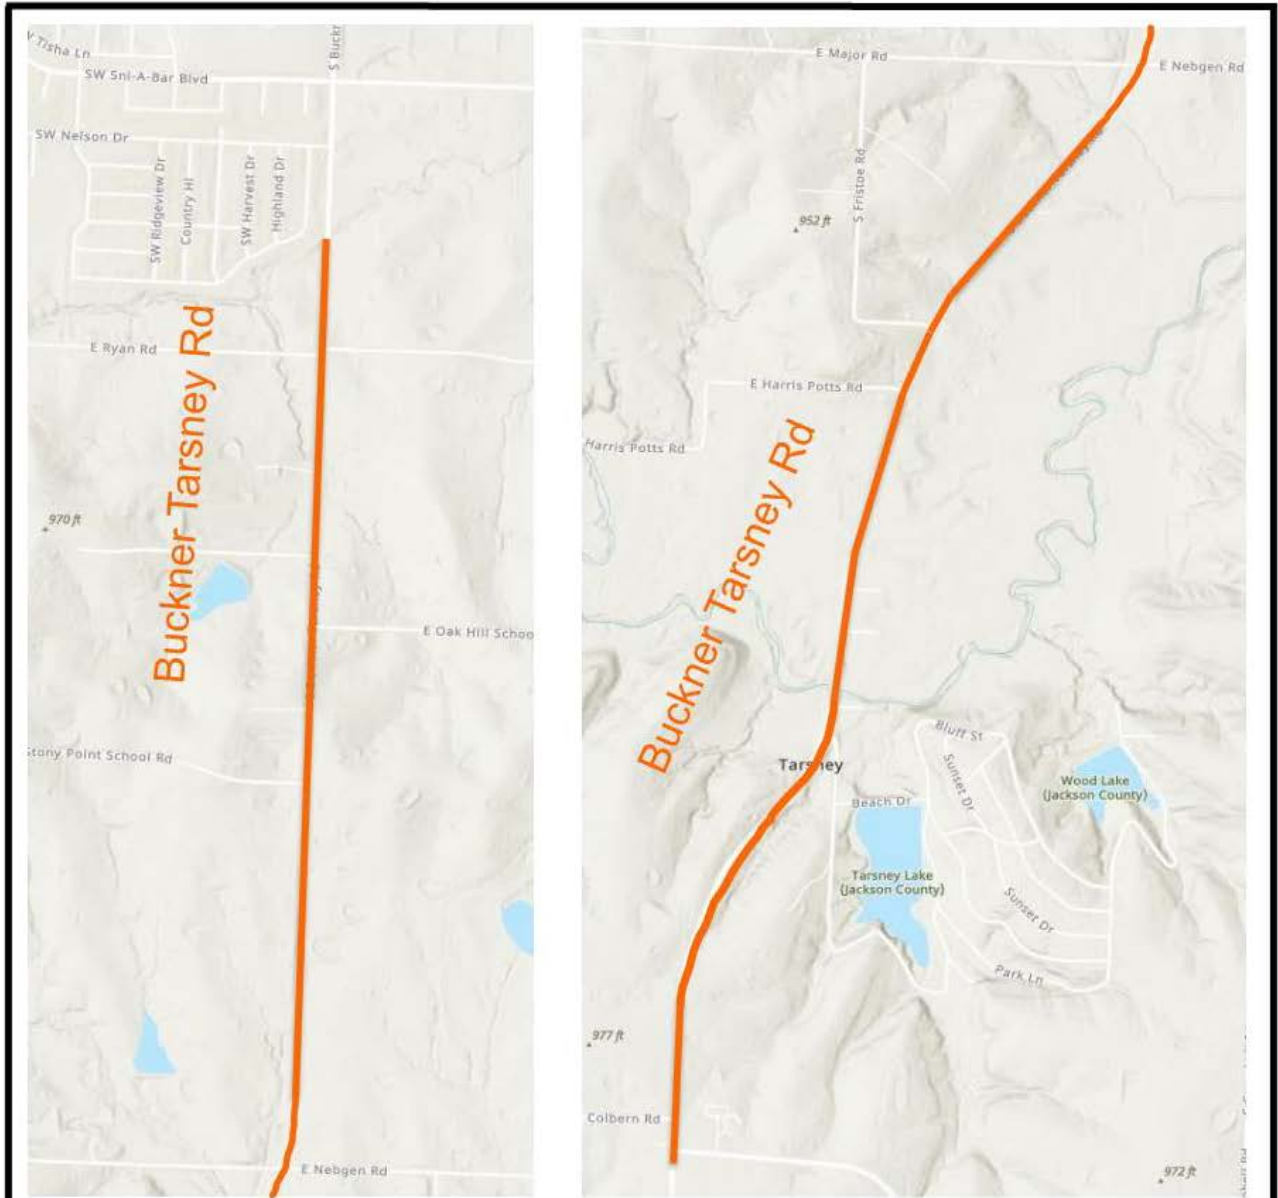 Tisha Ln
SW Sni-A-Bar Blvd
S Buckn
SW Nelson Dr
SW Ridgeview Dr
Country Hl
SW Harvest Dr
Highland Dr
E Ryan Rd
Buckner Tarsney Rd
970 ft
E Oak Hill Schoo
Stony Point School Rd
E Nebgen Rd
E Major Rd
E Nebgen Rd
S Fristoe Rd
952 ft
E Harris Potts Rd
Harris Potts Rd
Buckner Tarsney Rd
Tarsney
Bluff St
Sunset Dr
Wood Lake
(Jackson County)
Beach Dr
Tarsney Lake
(Jackson County)
Sunset Dr
Park Ln
977 ft
Colbern Rd
972 ft